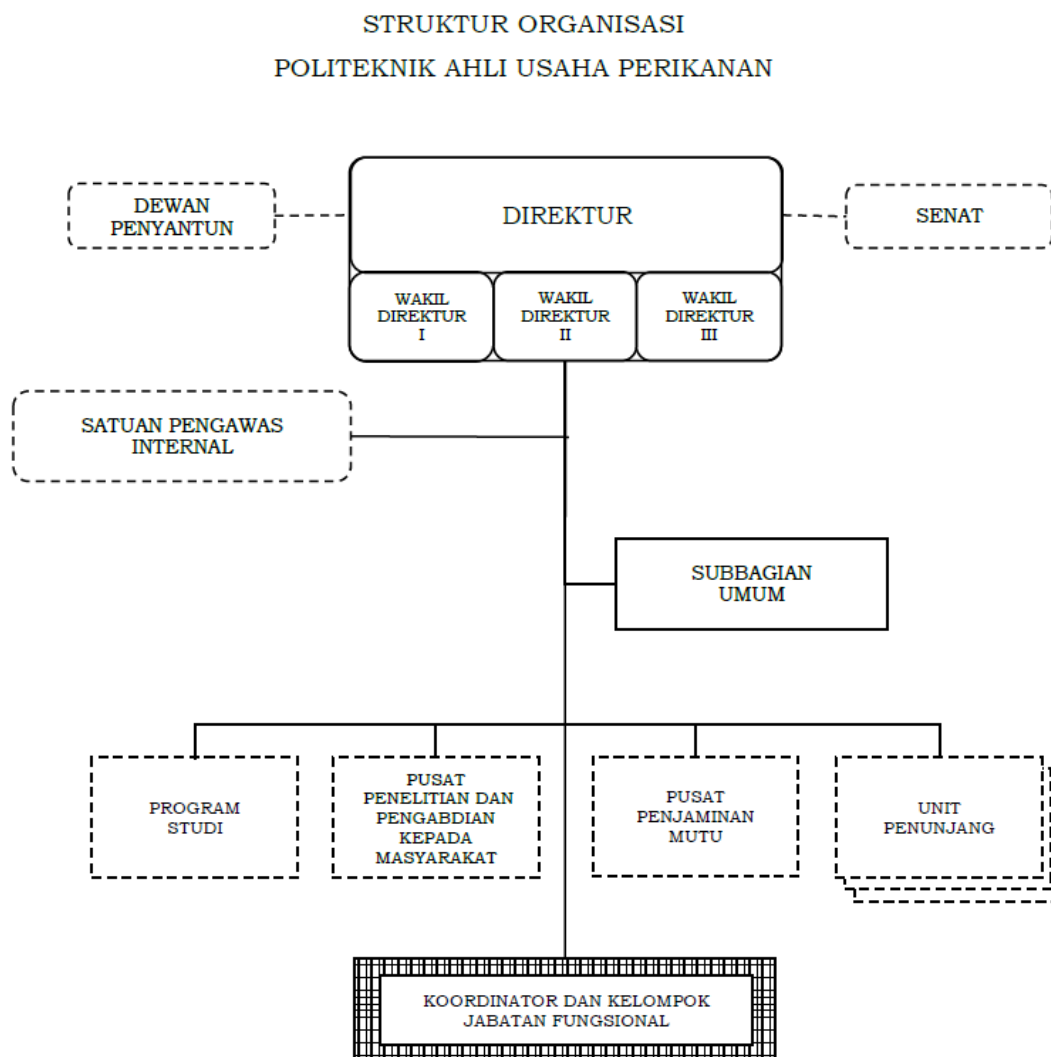 STRUKTUR ORGANISASI
POLITEKNIK AHLI USAHA PERIKANAN
DEWAN
PENYANTUN
DIREKTUR
SENAT
WAKIL
DIREKTUR
I
WAKIL
DIREKTUR
II
WAKIL
DIREKTUR
III
SATUAN PENGAWAS
INTERNAL
SUBBAGIAN
UMUM
PROGRAM
STUDI
PUSAT
PENELITIAN DAN
PENGABDIAN
KEPADA
MASYARAKAT
PUSAT
PENJAMINAN
MUTU
UNIT
PENUNJANG
KOORDINATOR DAN KELOMPOK
JABATAN FUNGSIONAL